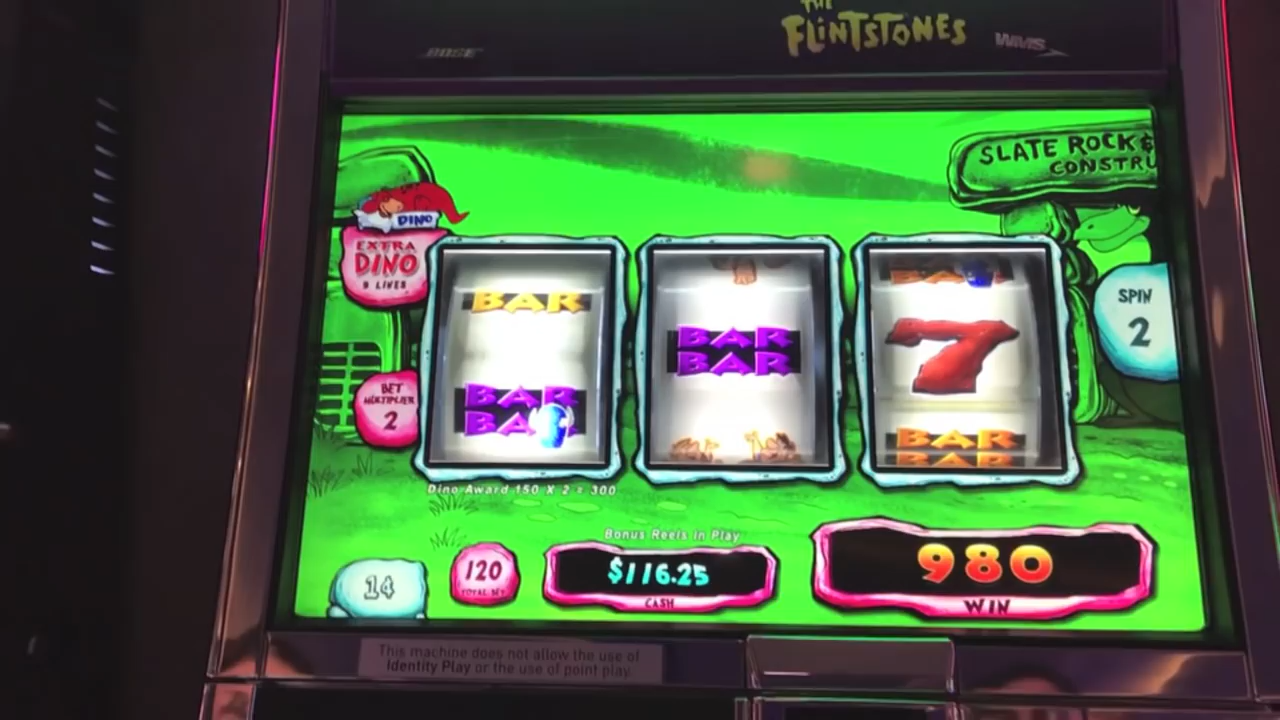 THE
FLINTSTONES
BOSE
WMS
SLATE ROCK &
CONSTRU
DINO
EXTRA
DINO
9 LINES
BET
MULTIPLIER
2
BAR
BAR
BAR
BAR
BAR
BAR
7
BAR
BAR
SPIN
2
Dino Award 150 X 2 = 300
Bonus Reels In Play
14
120
TOTAL BET
$116.25
CASH
980
WIN
This machine does not allow the use of
Identity Play or the use of point play.